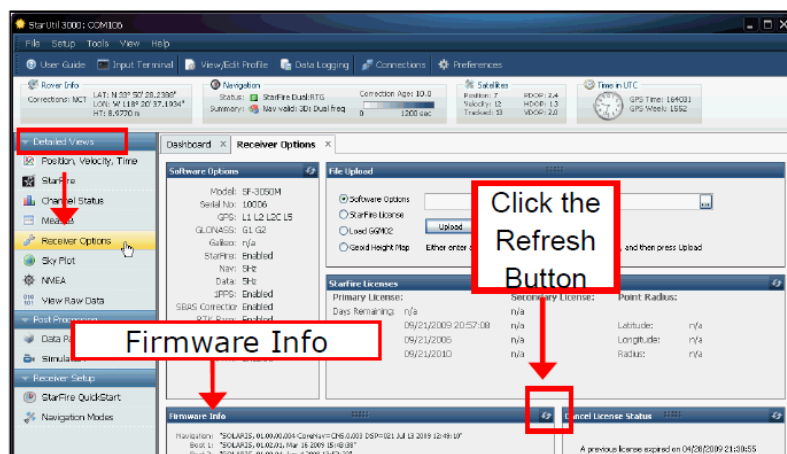 StarUtil 3000: COM106
File Setup Tools View Help
User Guide Input Terminal View/Edit Profile Data Logging Connections Preferences
Rover Info
Corrections: NCT
LAT: N 33° 50' 28.2388"
LON: W 118° 20' 37.1934"
HT: 8.9770 m
Navigation
Status: StarFire Dual:RTG
Summary: Nav valid: 3D: Dual freq
Correction Age: 10.0
0 1200 sec
Satellites
Position: 7 PDOP: 2.4
Velocity: 12 HDOP: 1.3
Tracked: 13 VDOP: 2.0
Time in UTC
GPS Time: 164031
GPS Week: 1552
Detailed Views
Position, Velocity, Time
StarFire
Channel Status
Receiver Options
Sky Plot
NMEA
View Raw Data
Post Processing
Data
Receiver Setup
StarFire QuickStart
Navigation Modes
Dashboard × Receiver Options ×
Software Options
Model: SF-3050M
Serial No: 10006
GPS: L1 L2 L2C L5
GLONASS: G1 G2
Galileo: n/a
StarFire: Enabled
Nav: 5Hz
Data: 5Hz
1PPS: Enabled
SBAS Correction Enabled
File Upload
Software Options
StarFire License
Load GGM02
Geoid Height Map
Upload
Either enter
, and then press Upload
Click the
Refresh
Button
StarFire Licenses
Primary License: Secondary License: Point Radius:
Days Remaining: n/a n/a
09/21/2009 20:57:08 n/a Latitude: n/a
09/21/2006 n/a Longitude: n/a
09/21/2010 n/a Radius: n/a
Firmware Info
Firmware Info
Cancel License Status
A previous license expired on 04/28/2009 21:30:55